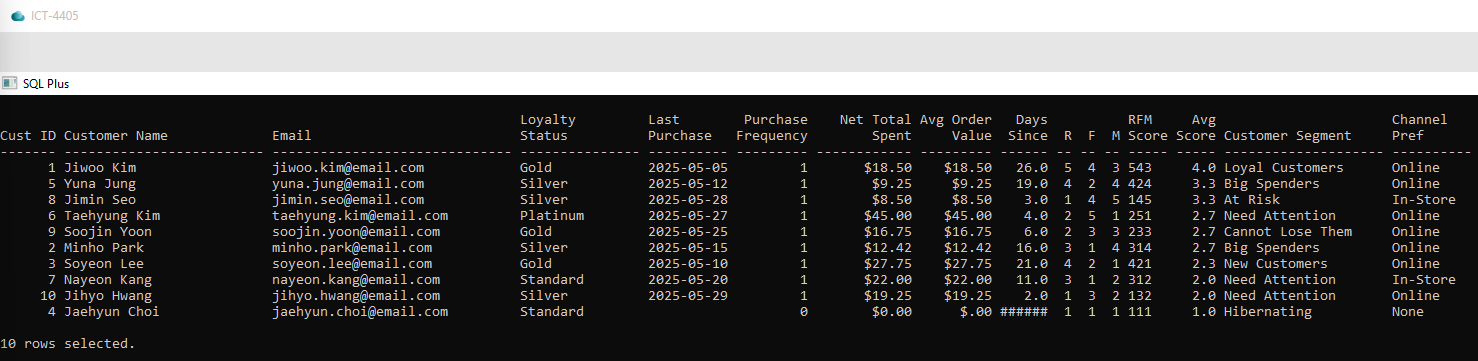 ICT-4405
SQL Plus
                                                                 Loyalty         Last            Purchase    Net Total Avg Order    Days          RFM     Avg                      Channel
Cust ID Customer Name             Email                          Status          Purchase       Frequency        Spent     Value   Since  R  F  M Score Score Customer Segment     Pref
------- ------------------------- ------------------------------ --------------- ---------- --------- ------------ --------- ------ -- -- -- ----- ----- -------------------- ----------
      1 Jiwoo Kim                 jiwoo.kim@email.com            Gold            2025-05-05         1       $18.50    $18.50   26.0  5  4  3 543     4.0 Loyal Customers      Online
      5 Yuna Jung                 yuna.jung@email.com            Silver          2025-05-12         1        $9.25     $9.25   19.0  4  2  4 424     3.3 Big Spenders         Online
      8 Jimin Seo                 jimin.seo@email.com            Silver          2025-05-28         1        $8.50     $8.50    3.0  1  4  5 145     3.3 At Risk              In-Store
      6 Taehyung Kim              taehyung.kim@email.com         Platinum        2025-05-27         1       $45.00    $45.00    4.0  2  5  1 251     2.7 Need Attention       Online
      9 Soojin Yoon               soojin.yoon@email.com          Gold            2025-05-25         1       $16.75    $16.75    6.0  2  3  3 233     2.7 Cannot Lose Them     Online
      2 Minho Park                minho.park@email.com           Silver          2025-05-15         1       $12.42    $12.42   16.0  3  1  4 314     2.7 Big Spenders         Online
      3 Soyeon Lee                soyeon.lee@email.com           Gold            2025-05-10         1       $27.75    $27.75   21.0  4  2  1 421     2.3 New Customers        Online
      7 Nayeon Kang               nayeon.kang@email.com          Standard        2025-05-20         1       $22.00    $22.00   11.0  3  1  2 312     2.0 Need Attention       In-Store
     10 Jihyo Hwang               jihyo.hwang@email.com          Silver          2025-05-29         1       $19.25    $19.25    2.0  1  3  2 132     2.0 Need Attention       Online
      4 Jaehyun Choi              jaehyun.choi@email.com         Standard                           0        $0.00      $.00 ######  1  1  1 111     1.0 Hibernating          None
10 rows selected.